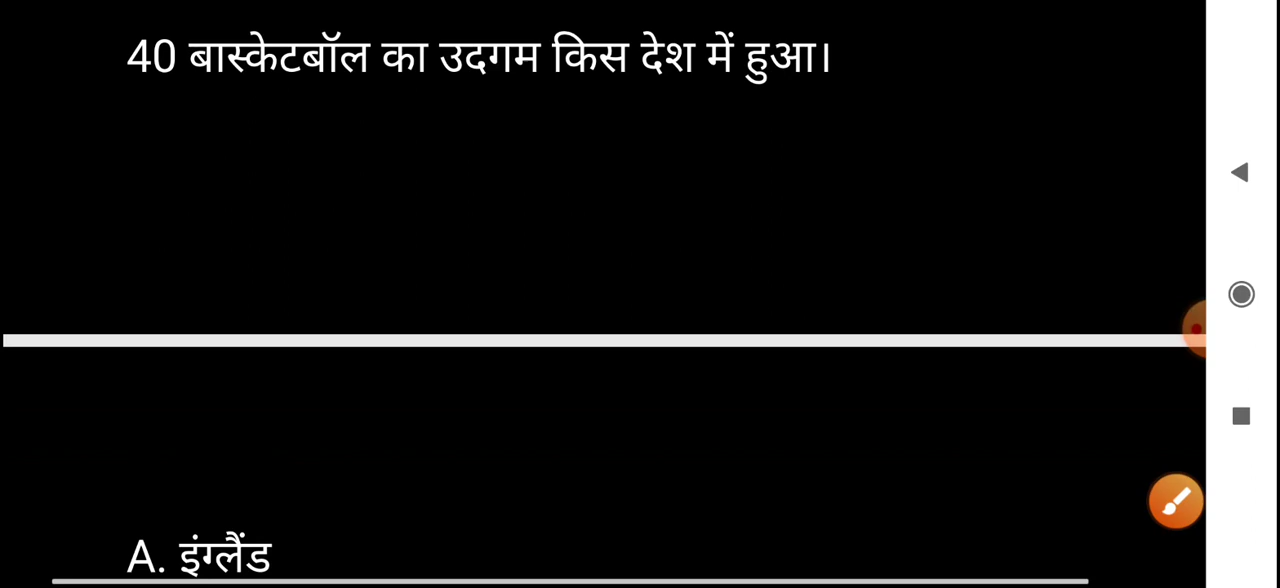 40 बास्केटबॉल का उदगम किस देश में हुआ।
A. इंग्लैंड